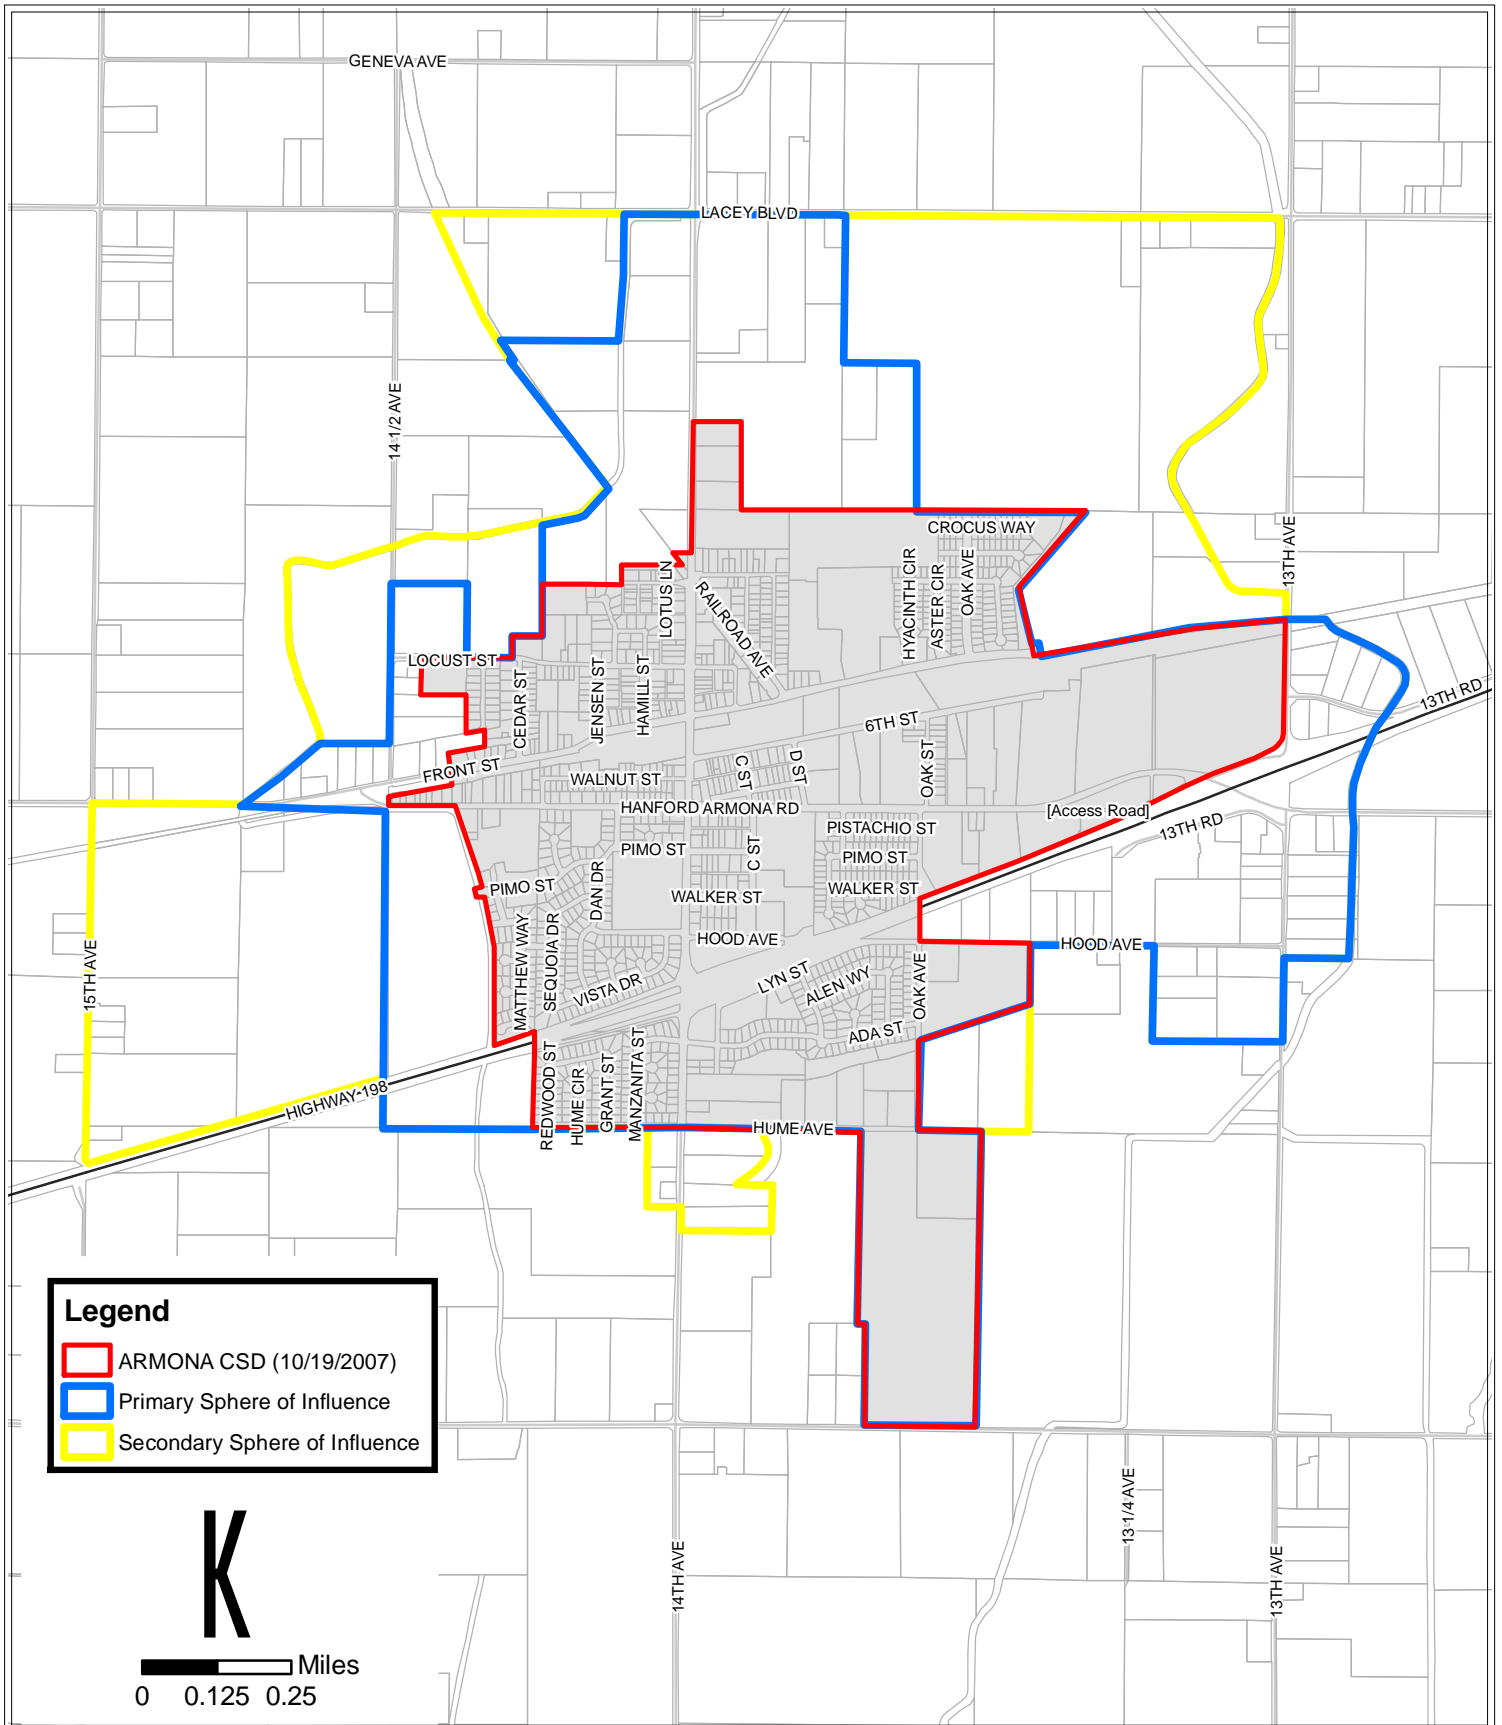 GENEVA AVE
LACEY BLVD
14 1/2 AVE
CROCUS WAY
13TH AVE
LOTUS LN
RAILROAD AVE
HYACINTH CIR
ASTER CIR
OAK AVE
LOCUST ST
CEDAR ST
JENSEN ST
HAMILL ST
13TH RD
6TH ST
OAK ST
FRONT ST
WALNUT ST
C ST
D ST
HANFORD ARMONA RD
[Access Road]
13TH RD
PISTACHIO ST
PIMO ST
C ST
PIMO ST
PIMO ST
DAN DR
WALKER ST
WALKER ST
HOOD AVE
HOOD AVE
15TH AVE
MATTHEW WAY
SEQUOIA DR
VISTA DR
LYN ST
ALEN WY
OAK AVE
ADA ST
HIGHWAY 198
REDWOOD ST
HUME CIR
GRANT ST
MANZANITA ST
HUME AVE
Legend
ARMONA CSD (10/19/2007)
Primary Sphere of Influence
Secondary Sphere of Influence
14TH AVE
13 1/4 AVE
13TH AVE
K
Miles
0 0.125 0.25